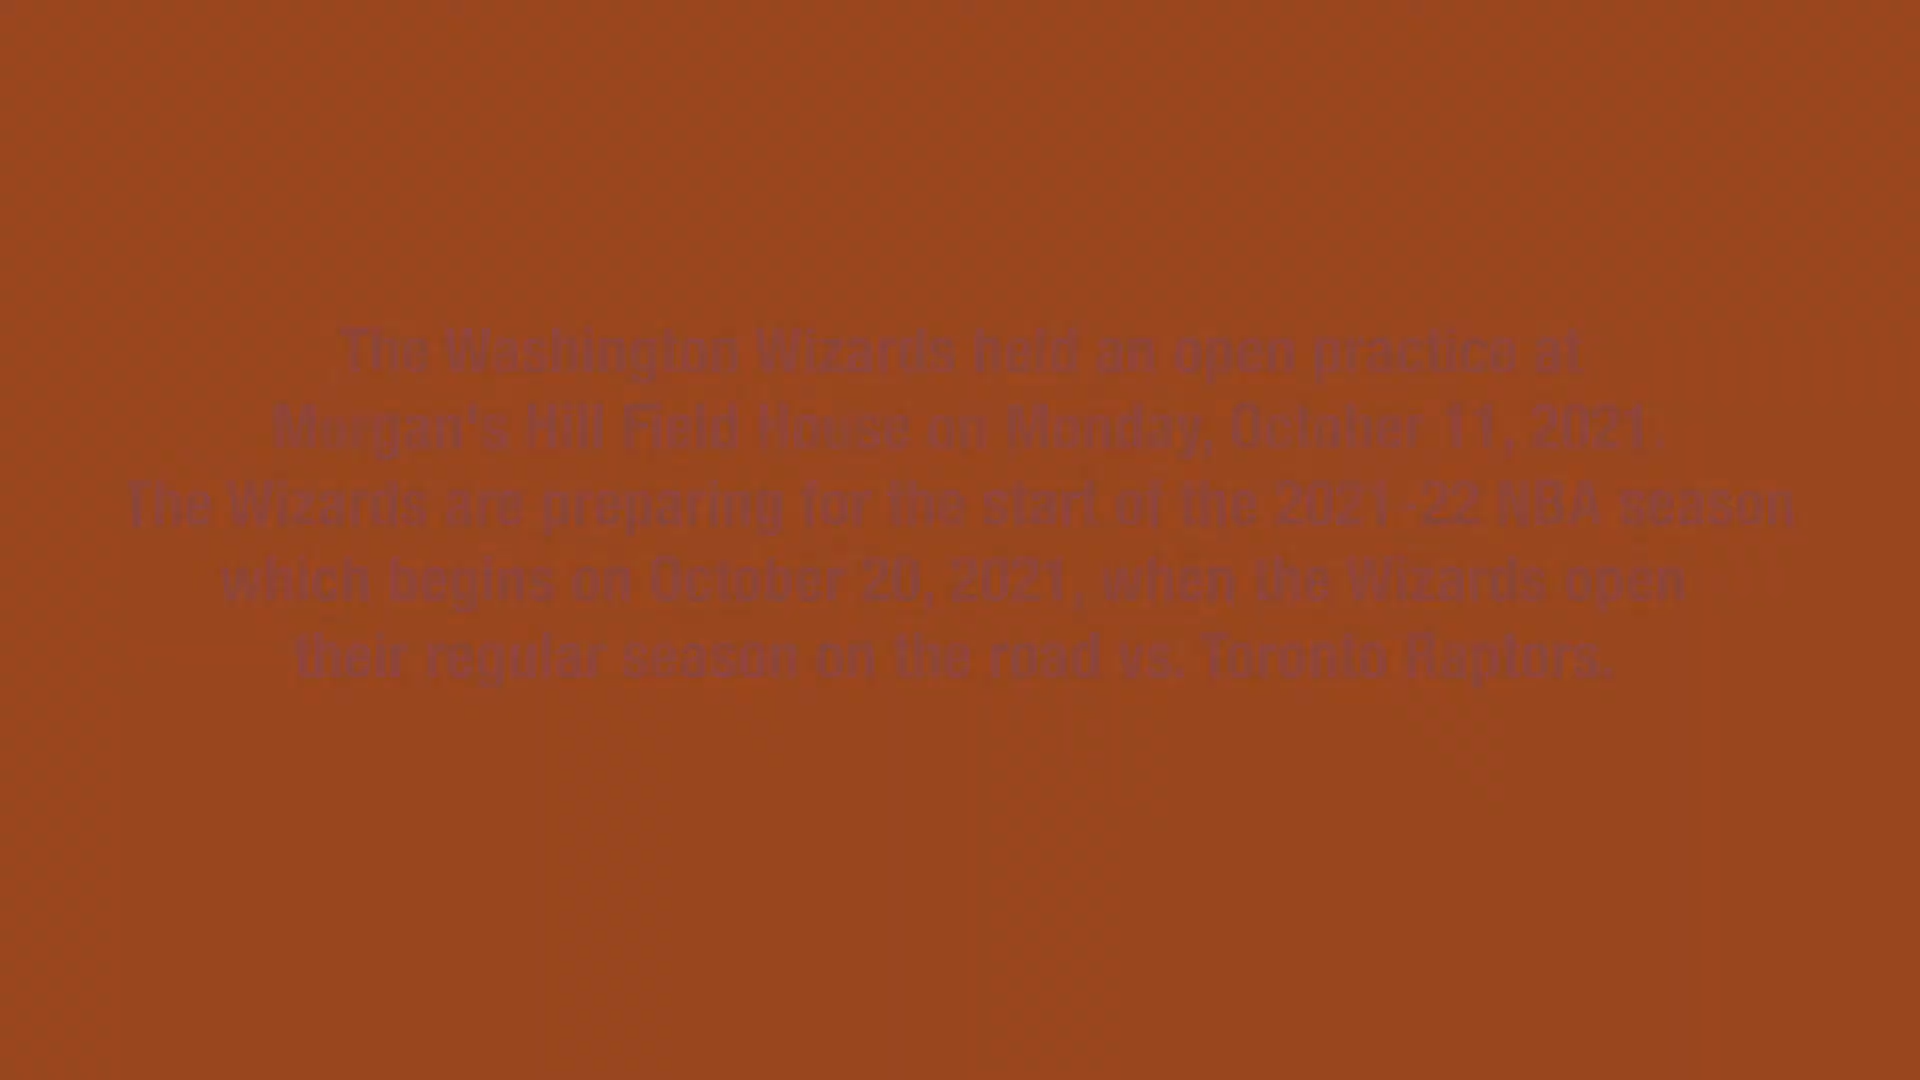 The Washington Wizards held an open practice at
Morgan's Hill Field House on Monday, October 11, 2021.
The Wizards are preparing for the start of the 2021-22 NBA season
which begins on October 20, 2021, when the Wizards open
their regular season on the road vs. Toronto Raptors.